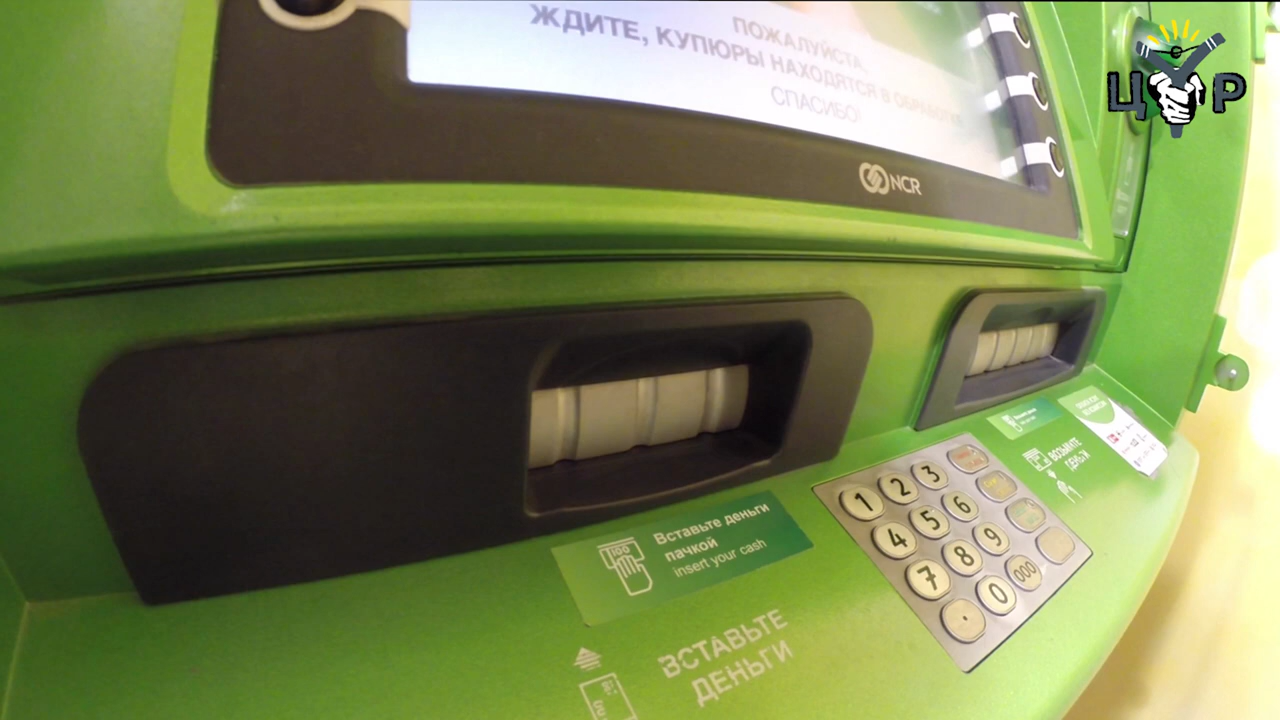 ПОЖАЛУЙСТА,
ЖДИТЕ, КУПЮРЫ НАХОДЯТСЯ В ОБРАБОТКЕ
СПАСИБО!
ЦУР
NCR
Вставьте деньги
пачкой
insert your cash
ВСТАВЬТЕ
ДЕНЬГИ
ВОЗЬМИТЕ
ДЕНЬГИ
1 2 3
4 5 6
7 8 9
. 0 000
100